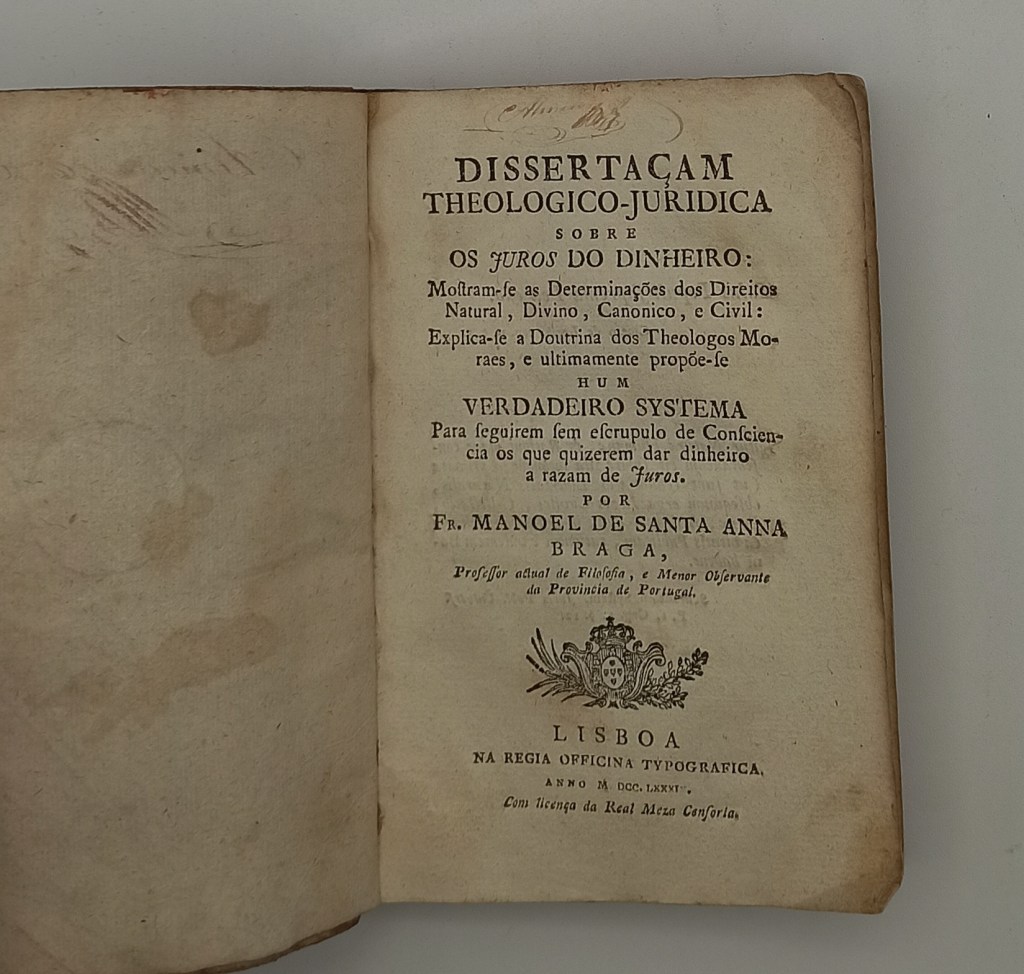 DISSERTAÇAM
THEOLOGICO-JURIDICA
SOBRE
OS JUROS DO DINHEIRO:
Moſtram-ſe as Determinações dos Direitos
Natural, Divino, Canonico, e Civil:
Explica-ſe a Doutrina dos Theologos Mo-
raes, e ultimamente propõe-ſe
HUM
VERDADEIRO SYSTEMA
Para ſeguirem ſem eſcrupulo de Conſcien-
cia os que quizerem dar dinheiro
a razam de Juros.
POR
FR. MANOEL DE SANTA ANNA
BRAGA,
Profeſſor actual de Filoſofia, e Menor Obſervante
da Provincia de Portugal.
LISBOA
NA REGIA OFFICINA TYPOGRAFICA.
ANNO M DCC.
Com licença da Real Meza Cenſoria.